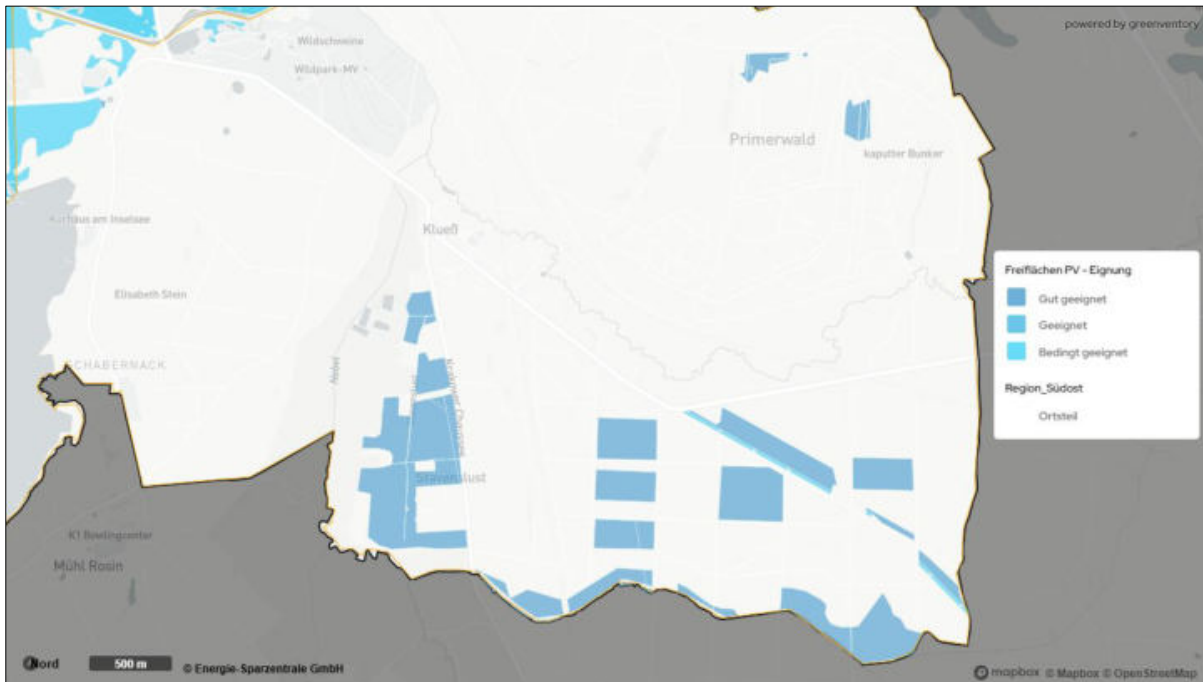 powered by greenventory
Wildschweine
Wildpark-MV
Primerwald
kaputter Bunker
Kurhaus am Inselsee
Klueß
Elisabeth Stein
SCHABERNACK
Nebel
Stavenslust
K1 Bowlingcenter
Mühl Rosin
Freiflächen PV - Eignung
Gut geeignet
Geeignet
Bedingt geeignet
Region_Südost
Ortsteil
Nord
500 m
© Energie-Sparzentrale GmbH
mapbox © Mapbox © OpenStreetMap